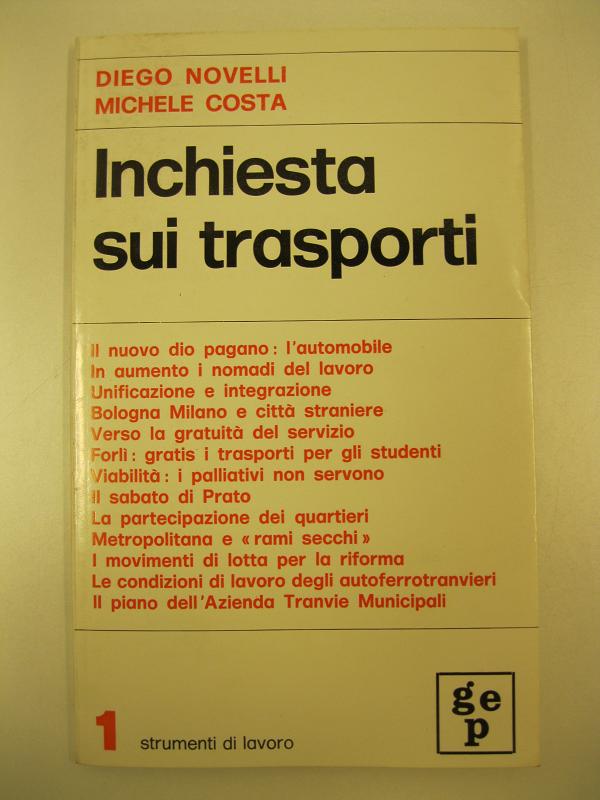 DIEGO NOVELLI
MICHELE COSTA
Inchiesta
sui trasporti
Il nuovo dio pagano : l'automobile
In aumento i nomadi del lavoro
Unificazione e integrazione
Bologna Milano e città straniere
Verso la gratuità del servizio
Forlì : gratis i trasporti per gli studenti
Viabilità : i palliativi non servono
Il sabato di Prato
La partecipazione dei quartieri
Metropolitana e « rami secchi »
I movimenti di lotta per la riforma
Le condizioni di lavoro degli autoferrotranvieri
Il piano dell'Azienda Tranvie Municipali
1 strumenti di lavoro
ge
p